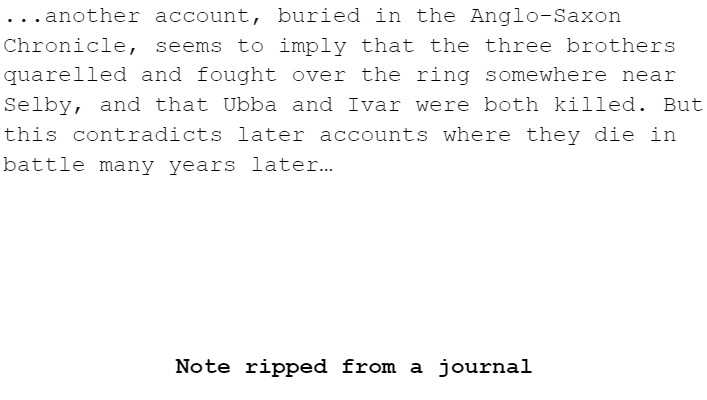 ...another account, buried in the Anglo-Saxon
Chronicle, seems to imply that the three brothers
quarelled and fought over the ring somewhere near
Selby, and that Ubba and Ivar were both killed. But
this contradicts later accounts where they die in
battle many years later…
Note ripped from a journal